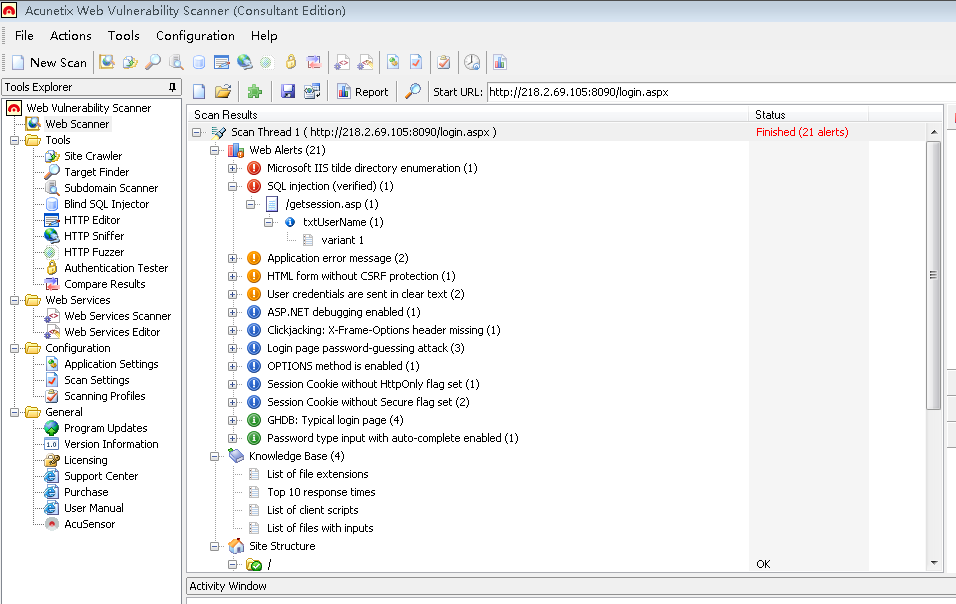 Acunetix Web Vulnerability Scanner (Consultant Edition)
File Actions Tools Configuration Help
New Scan
Tools Explorer
Report Start URL: http://218.2.69.105:8090/login.aspx
Web Vulnerability Scanner
Web Scanner
Tools
Site Crawler
Target Finder
Subdomain Scanner
Blind SQL Injector
HTTP Editor
HTTP Sniffer
HTTP Fuzzer
Authentication Tester
Compare Results
Web Services
Web Services Scanner
Web Services Editor
Configuration
Application Settings
Scan Settings
Scanning Profiles
General
Program Updates
1.0 Version Information
Licensing
Support Center
Purchase
User Manual
AcuSensor
Scan Results Status
Scan Thread 1 ( http://218.2.69.105:8090/login.aspx ) Finished (21 alerts)
Web Alerts (21)
Microsoft IIS tilde directory enumeration (1)
SQL injection (verified) (1)
/getsession.asp (1)
txtUserName (1)
variant 1
Application error message (2)
HTML form without CSRF protection (1)
User credentials are sent in clear text (2)
ASP.NET debugging enabled (1)
Clickjacking: X-Frame-Options header missing (1)
Login page password-guessing attack (3)
OPTIONS method is enabled (1)
Session Cookie without HttpOnly flag set (1)
Session Cookie without Secure flag set (2)
GHDB: Typical login page (4)
Password type input with auto-complete enabled (1)
Knowledge Base (4)
List of file extensions
Top 10 response times
List of client scripts
List of files with inputs
Site Structure
/ OK
Activity Window